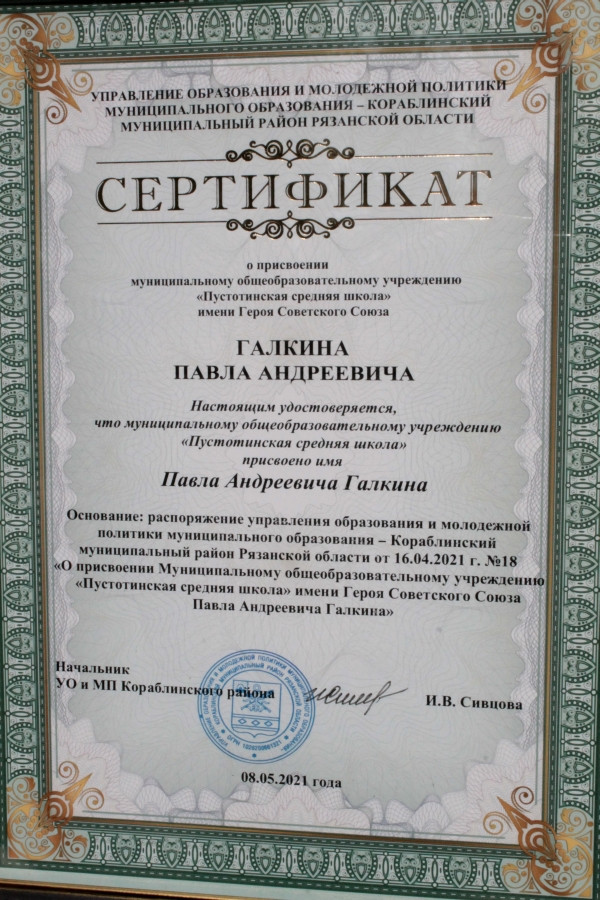 УПРАВЛЕНИЕ ОБРАЗОВАНИЯ И МОЛОДЕЖНОЙ ПОЛИТИКИ
МУНИЦИПАЛЬНОГО ОБРАЗОВАНИЯ – КОРАБЛИНСКИЙ
МУНИЦИПАЛЬНЫЙ РАЙОН РЯЗАНСКОЙ ОБЛАСТИ
СЕРТИФИКАТ
о присвоении
муниципальному общеобразовательному учреждению
«Пустотинская средняя школа»
имени Героя Советского Союза
ГАЛКИНА
ПАВЛА АНДРЕЕВИЧА
Настоящим удостоверяется,
что муниципальному общеобразовательному учреждению
«Пустотинская средняя школа»
присвоено имя
Павла Андреевича Галкина
Основание: распоряжение управления образования и молодежной
политики муниципального образования – Кораблинский
муниципальный район Рязанской области от 16.04.2021 г. №18
«О присвоении Муниципальному общеобразовательному учреждению
«Пустотинская средняя школа» имени Героя Советского Союза
Павла Андреевича Галкина»
Начальник
УО и МП Кораблинского района
И.В. Сивцова
08.05.2021 года